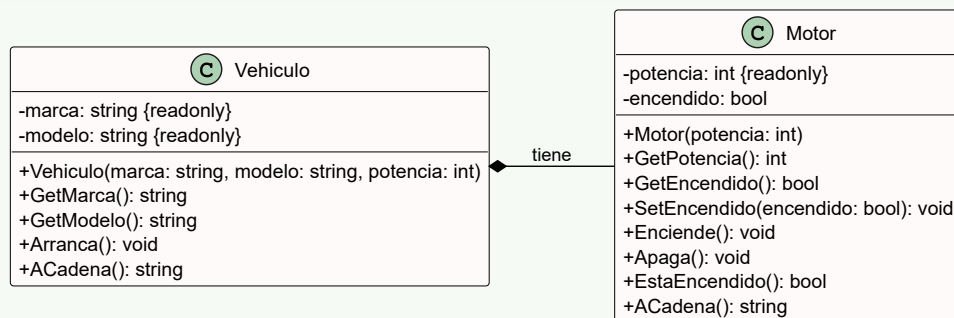 C Vehiculo
-marca: string {readonly}
-modelo: string {readonly}
+Vehiculo(marca: string, modelo: string, potencia: int)
+GetMarca(): string
+GetModelo(): string
+Arranca(): void
+ACadena(): string
tiene
C Motor
-potencia: int {readonly}
-encendido: bool
+Motor(potencia: int)
+GetPotencia(): int
+GetEncendido(): bool
+SetEncendido(encendido: bool): void
+Enciende(): void
+Apaga(): void
+EstaEncendido(): bool
+ACadena(): string